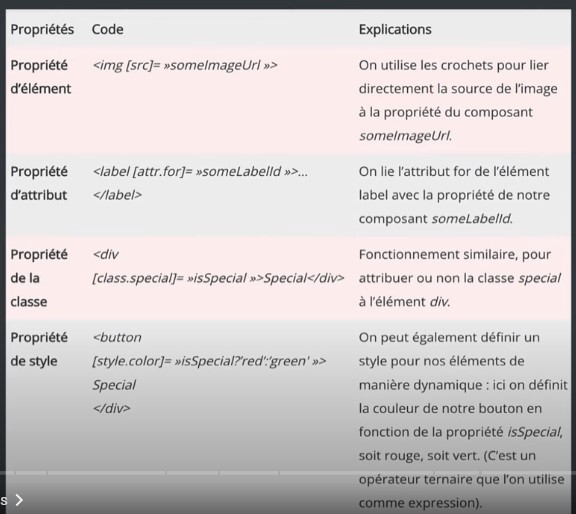 Propriétés Code Explications
Propriété <img [src]= »someImageUrl »> On utilise les crochets pour lier
d’élément directement la source de l’image
à la propriété du composant
someImageUrl.
Propriété <label [attr.for]= »someLabelId »>... On lie l’attribut for de l’élément
d’attribut </label> label avec la propriété de notre
composant someLabelId.
Propriété <div Fonctionnement similaire, pour
de la [class.special]= »isSpecial »>Special</div> attribuer ou non la classe special
classe à l’élément div.
Propriété <button On peut également définir un
de style [style.color]= »isSpecial?’red’:’green’ »> style pour nos éléments de
Special manière dynamique : ici on définit
</div> la couleur de notre bouton en
fonction de la propriété isSpecial,
soit rouge, soit vert. (C’est un
opérateur ternaire que l’on utilise
s > comme expression).